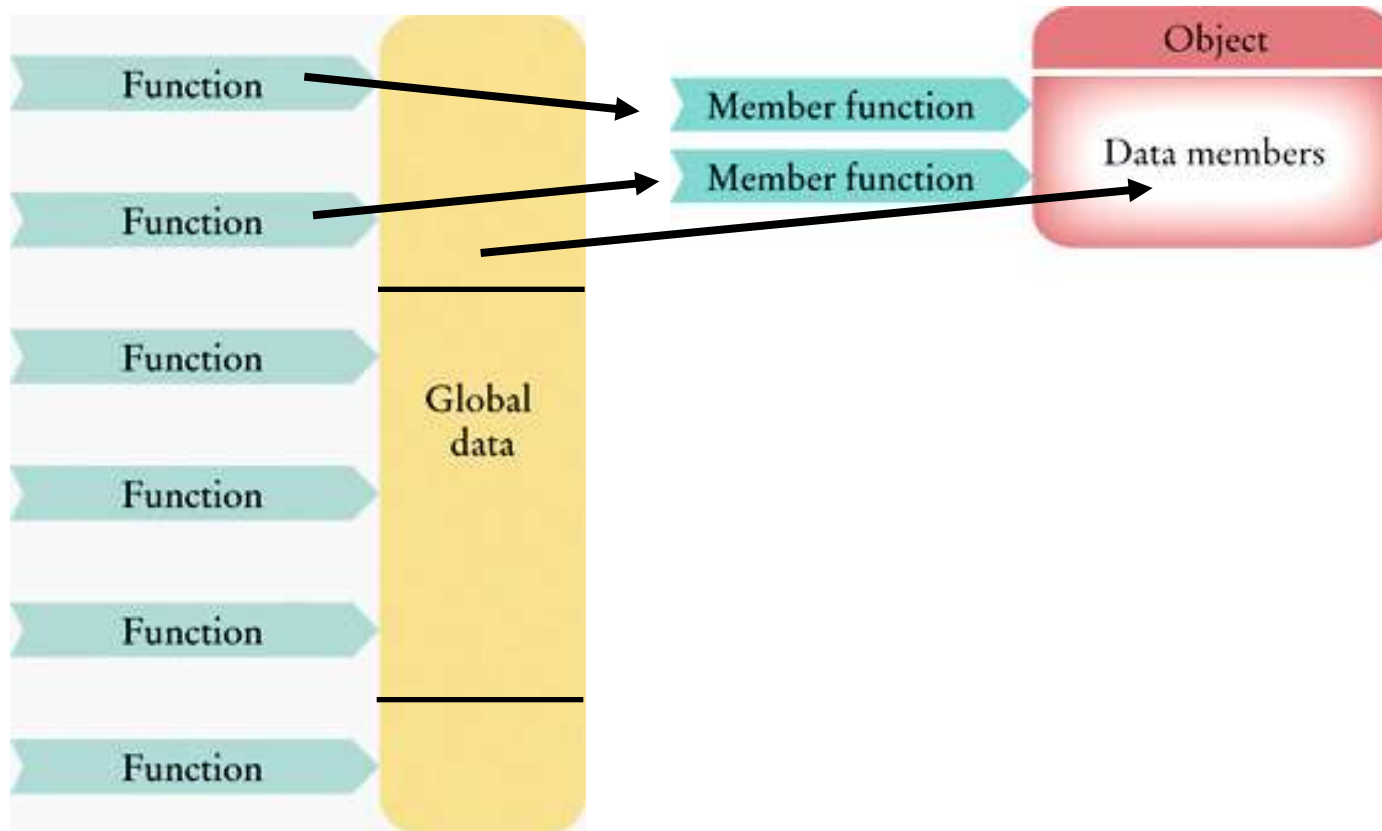 Object
Function
Member function
Data members
Member function
Function
Function
Global
data
Function
Function
Function